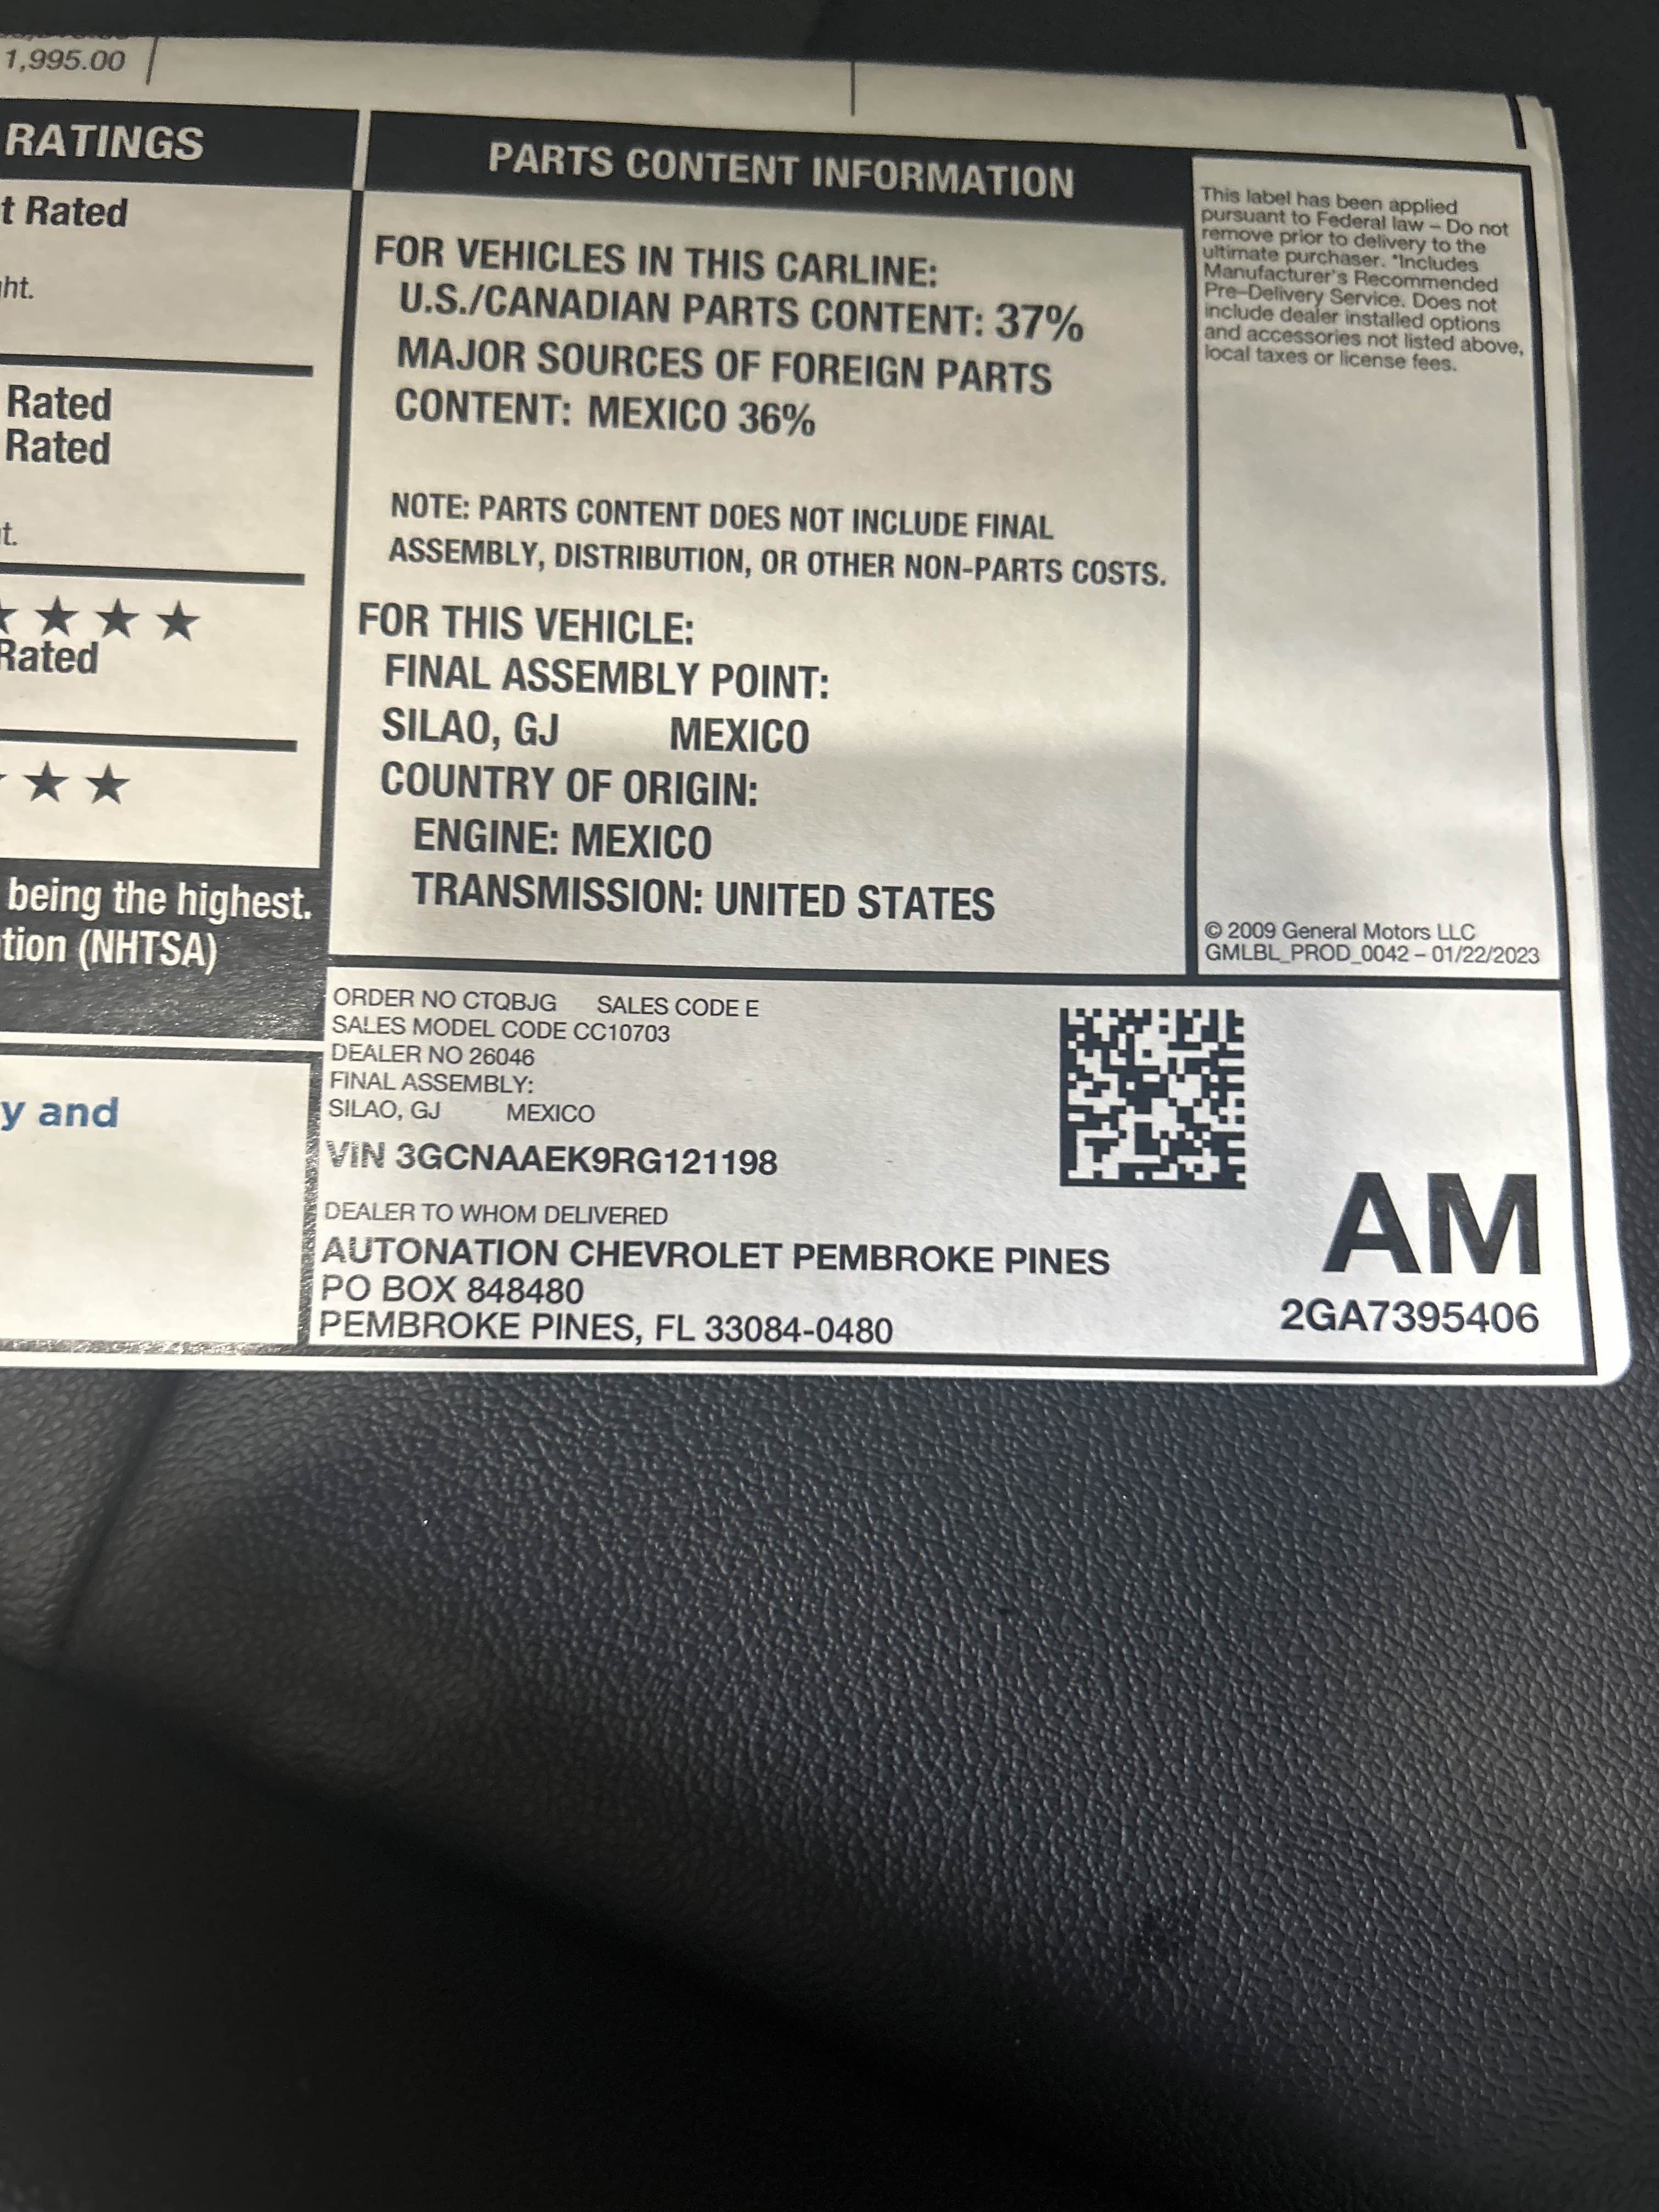 1,995.00
RATINGS
t Rated
ht.
Rated
Rated
t.
★ ★ ★
Rated
★ ★
being the highest.
tion (NHTSA)
y and
PARTS CONTENT INFORMATION
FOR VEHICLES IN THIS CARLINE:
U.S./CANADIAN PARTS CONTENT: 37%
MAJOR SOURCES OF FOREIGN PARTS
CONTENT: MEXICO 36%
NOTE: PARTS CONTENT DOES NOT INCLUDE FINAL
ASSEMBLY, DISTRIBUTION, OR OTHER NON-PARTS COSTS.
FOR THIS VEHICLE:
FINAL ASSEMBLY POINT:
SILAO, GJ MEXICO
COUNTRY OF ORIGIN:
ENGINE: MEXICO
TRANSMISSION: UNITED STATES
This label has been applied
pursuant to Federal law – Do not
remove prior to delivery to the
ultimate purchaser. *Includes
Manufacturer's Recommended
Pre-Delivery Service. Does not
include dealer installed options
and accessories not listed above,
local taxes or license fees.
© 2009 General Motors LLC
GMLBL_PROD_0042 – 01/22/2023
ORDER NO CTQBJG SALES CODE E
SALES MODEL CODE CC10703
DEALER NO 26046
FINAL ASSEMBLY:
SILAO, GJ MEXICO
VIN 3GCNAAEK9RG121198
DEALER TO WHOM DELIVERED
AUTONATION CHEVROLET PEMBROKE PINES
PO BOX 848480
PEMBROKE PINES, FL 33084-0480
AM
2GA7395406